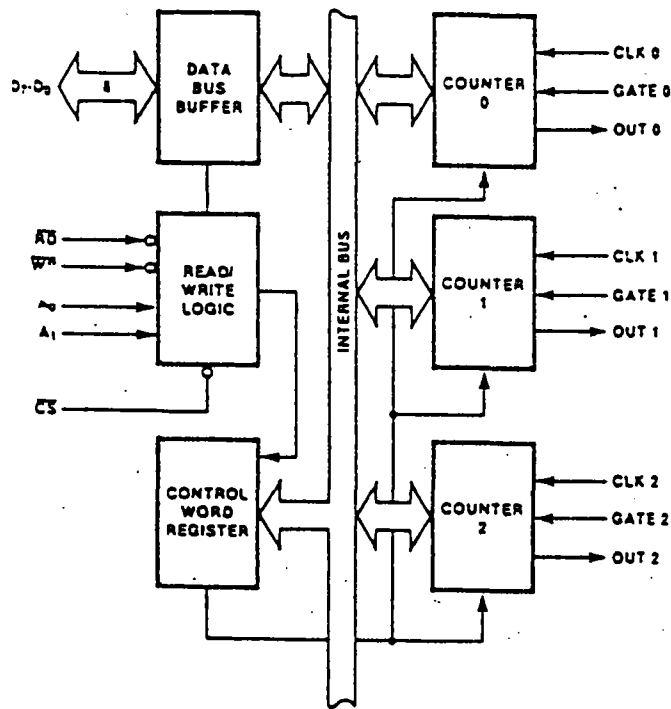 D7-D0
8
DATA
BUS
BUFFER
COUNTER
0
CLK 0
GATE 0
OUT 0
RD
READ/
WRITE
LOGIC
A1
CS
INTERNAL BUS
COUNTER
1
CLK 1
GATE 1
OUT 1
CONTROL
WORD
REGISTER
COUNTER
2
CLK 2
GATE 2
OUT 2